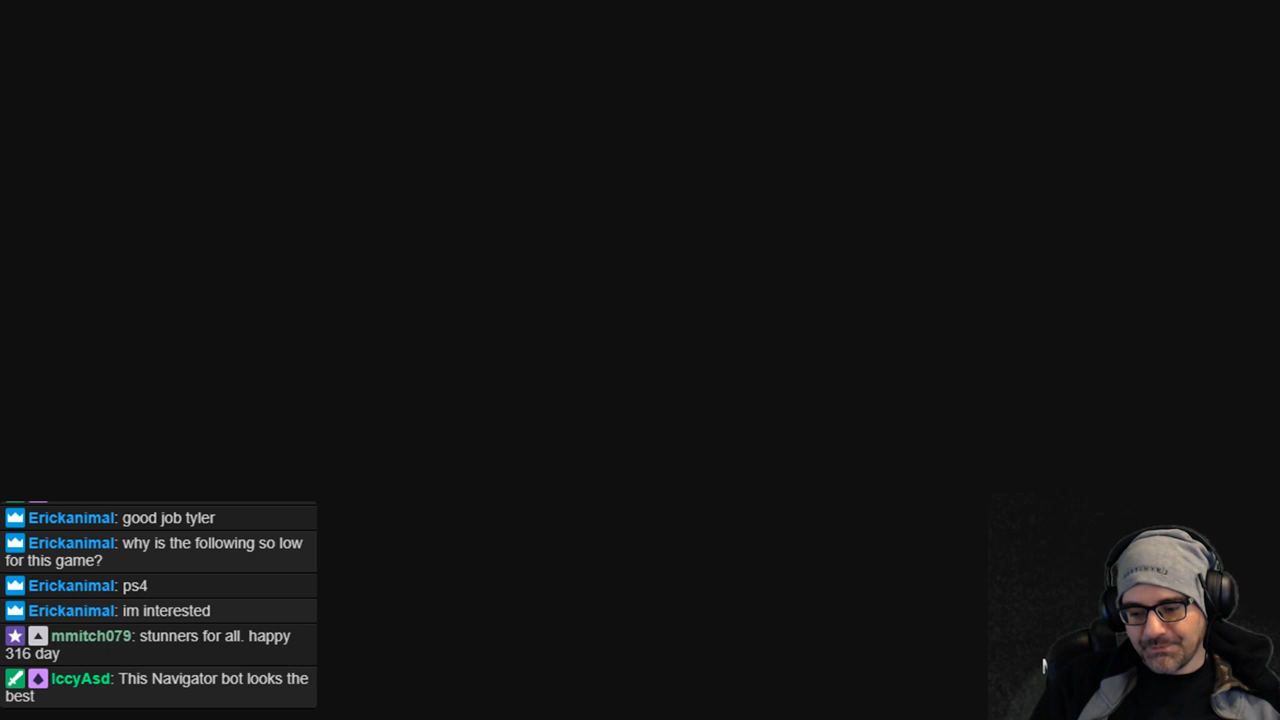 Erickanimal: good job tyler
Erickanimal: why is the following so low
for this game?
Erickanimal: ps4
Erickanimal: im interested
mmitch079: stunners for all. happy
316 day
IccyAsd: This Navigator bot looks the
best